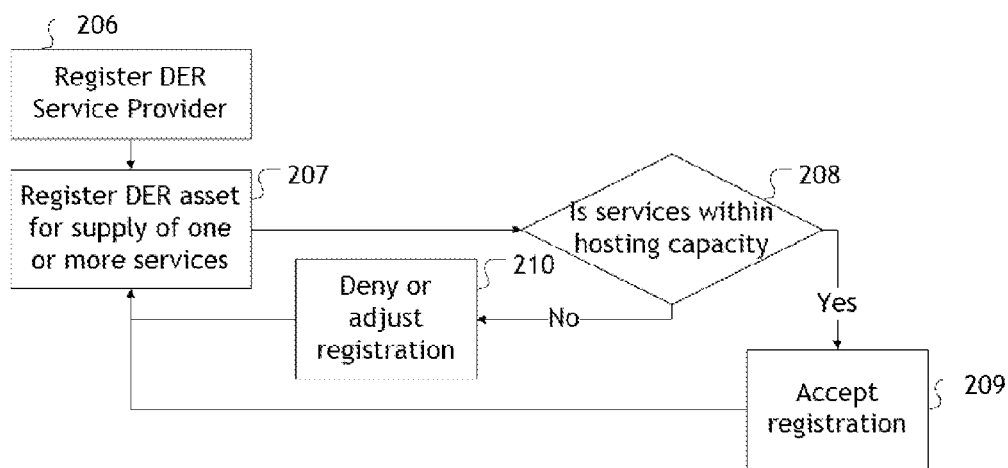 206
Register DER
Service Provider
207
Register DER asset
for supply of one
or more services
208
Is services within
hosting capacity
210
Deny or
adjust
registration
No
Yes
209
Accept
registration